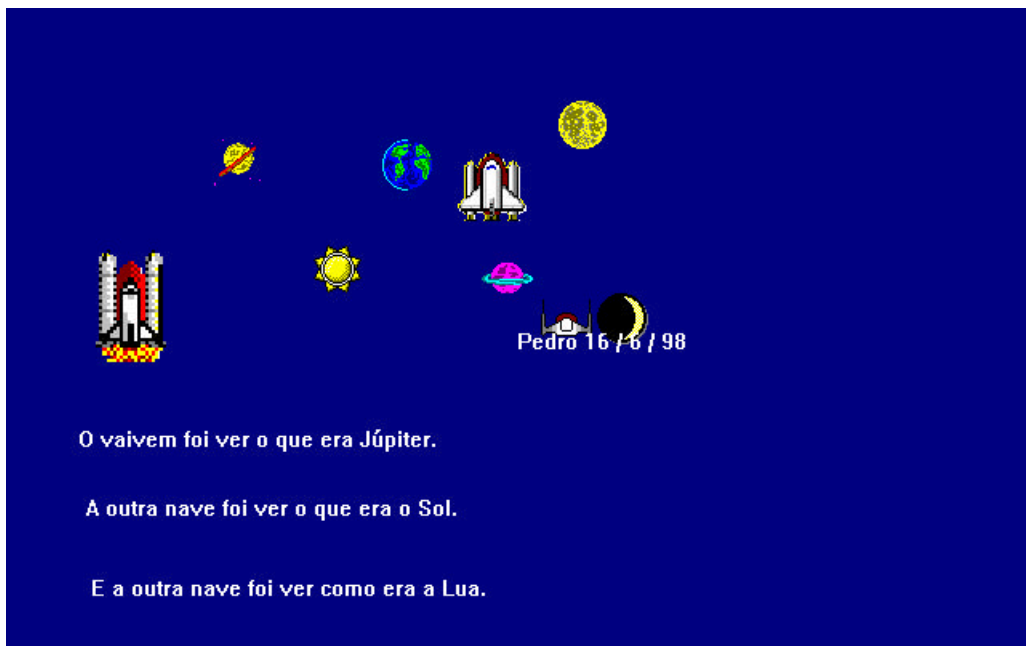 Pedro 16 / 6 / 98
O vaivem foi ver o que era Júpiter.
A outra nave foi ver o que era o Sol.
E a outra nave foi ver como era a Lua.